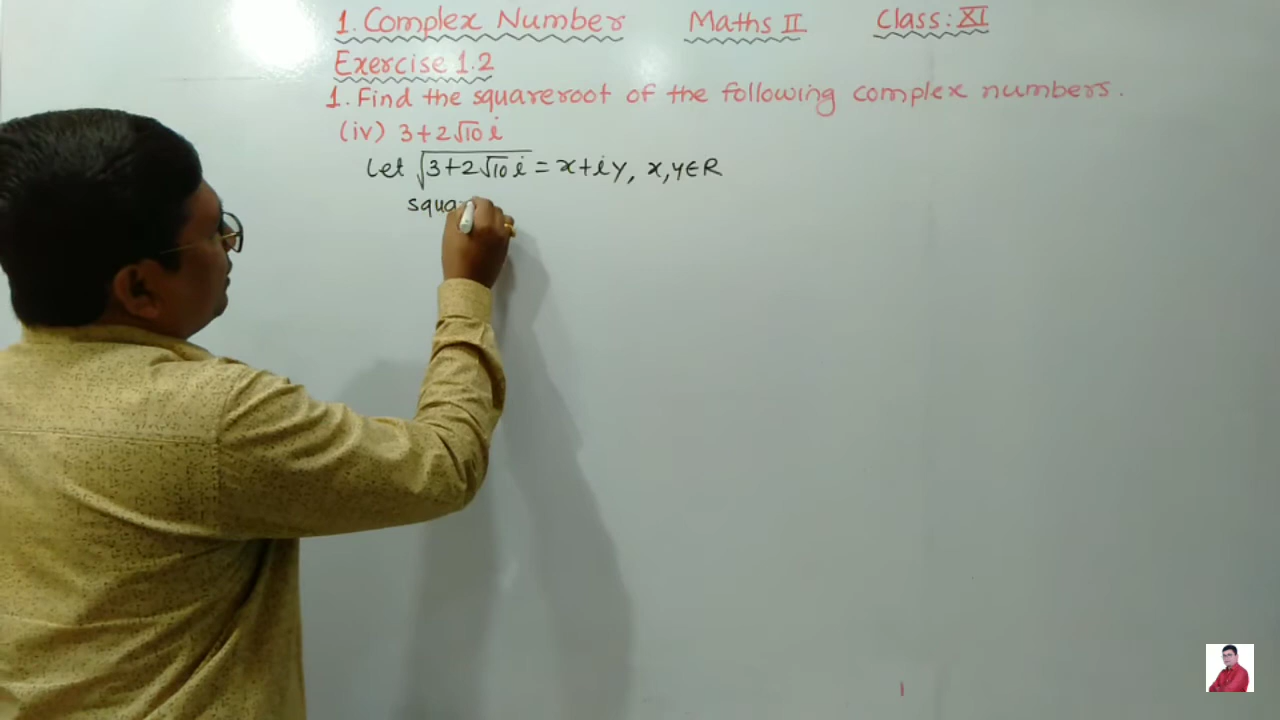 1. Complex Number Maths II Class: XI
Exercise 1.2
1. Find the squareroot of the following complex numbers.
(iv) 3+2√10 i
Let √(3+2√10 i) = x+iy, x,y∈R
squa